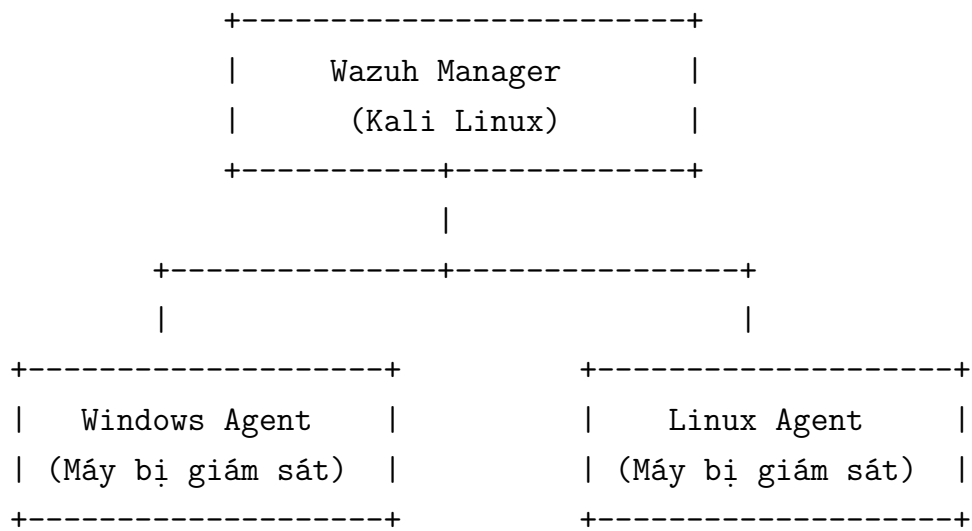 +-------------------------+
| Wazuh Manager |
| (Kali Linux) |
+-----------+-------------+
|
+---------------+----------------+
| |
+--------------------+ +--------------------+
| Windows Agent | | Linux Agent |
| (Máy bị giám sát) | | (Máy bị giám sát) |
+--------------------+ +--------------------+